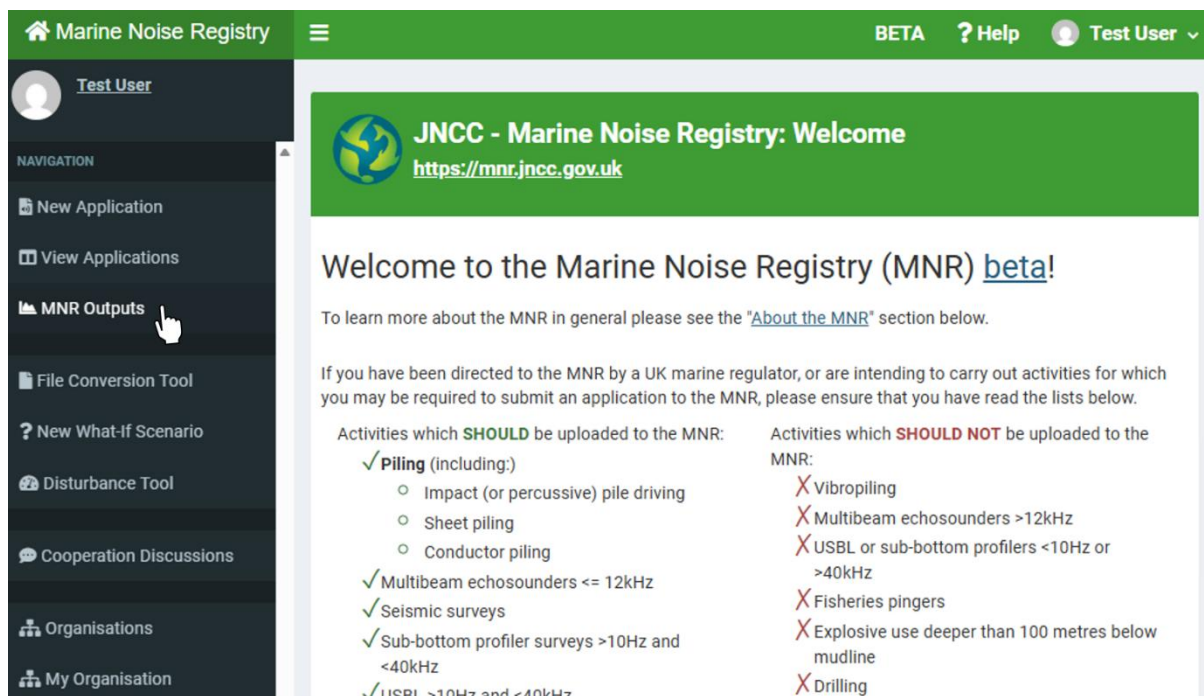 Marine Noise Registry
BETA
? Help
Test User
Test User
NAVIGATION
New Application
View Applications
MNR Outputs
File Conversion Tool
? New What-If Scenario
Disturbance Tool
Cooperation Discussions
Organisations
My Organisation
JNCC - Marine Noise Registry: Welcome
https://mnr.jncc.gov.uk
Welcome to the Marine Noise Registry (MNR) beta!
To learn more about the MNR in general please see the "About the MNR" section below.
If you have been directed to the MNR by a UK marine regulator, or are intending to carry out activities for which
you may be required to submit an application to the MNR, please ensure that you have read the lists below.
Activities which SHOULD be uploaded to the MNR:
Piling (including:)
Impact (or percussive) pile driving
Sheet piling
Conductor piling
Multibeam echosounders <= 12kHz
Seismic surveys
Sub-bottom profiler surveys >10Hz and
<40kHz
USBL >10Hz and <40kHz
Activities which SHOULD NOT be uploaded to the
MNR:
Vibropiling
Multibeam echosounders >12kHz
USBL or sub-bottom profilers <10Hz or
>40kHz
Fisheries pingers
Explosive use deeper than 100 metres below
mudline
Drilling